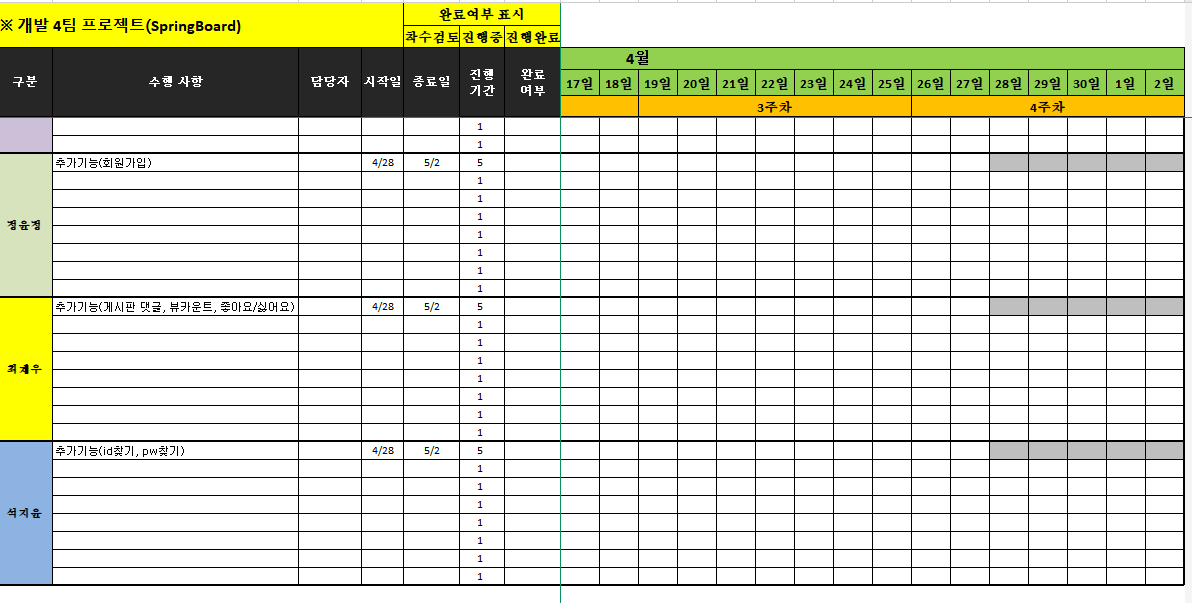 ※ 개발 4팀 프로젝트(SpringBoard)
완료여부 표시
착수검토 진행중 진행완료
구분 수행 사항 담당자 시작일 종료일 진행 기간 완료 여부
4월
17일 18일 19일 20일 21일 22일 23일 24일 25일 26일 27일 28일 29일 30일 1일 2일
3주차 4주차
1
1
정윤정
추가기능(회원가입) 4/28 5/2 5
1
1
1
1
1
1
1
최재우
추가기능(게시판 댓글, 뷰카운트, 좋아요/싫어요) 4/28 5/2 5
1
1
1
1
1
1
1
석지윤
추가기능(id찾기, pw찾기) 4/28 5/2 5
1
1
1
1
1
1
1